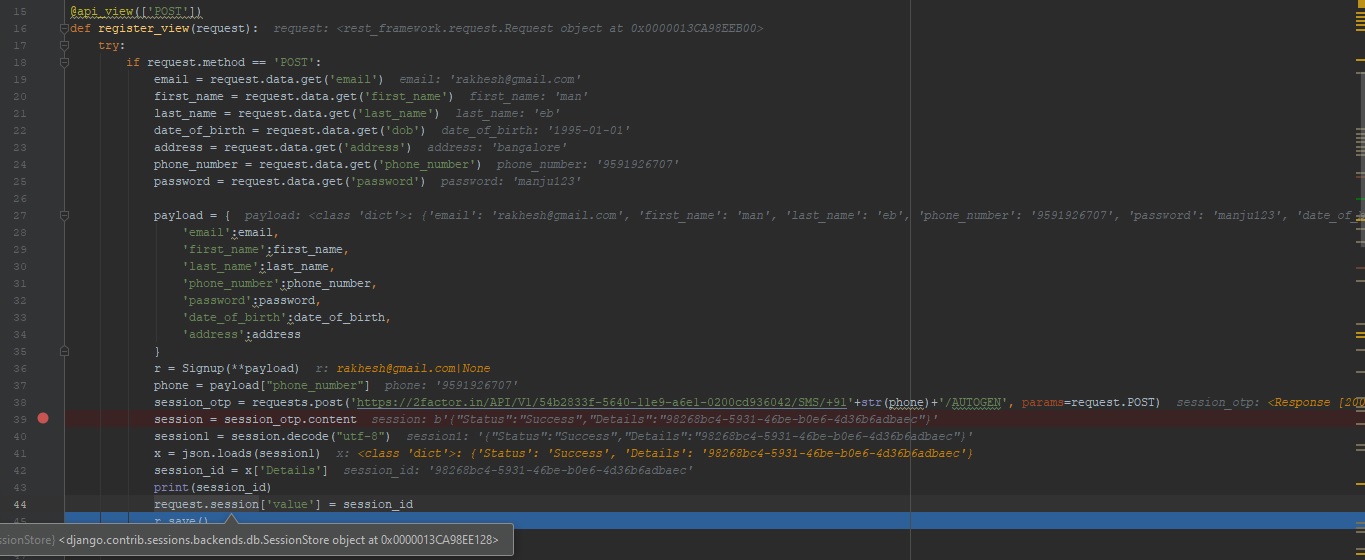 15 @api_view(['POST'])
16 def register_view(request): request: <rest_framework.request.Request object at 0x0000013CA98EEB00>
17 try:
18 if request.method == 'POST':
19 email = request.data.get('email') email: 'rakhesh@gmail.com'
20 first_name = request.data.get('first_name') first_name: 'man'
21 last_name = request.data.get('last_name') last_name: 'eb'
22 date_of_birth = request.data.get('dob') date_of_birth: '1995-01-01'
23 address = request.data.get('address') address: 'bangalore'
24 phone_number = request.data.get('phone_number') phone_number: '9591926707'
25 password = request.data.get('password') password: 'manju123'
26
27 payload = { payload: <class 'dict'>: {'email': 'rakhesh@gmail.com', 'first_name': 'man', 'last_name': 'eb', 'phone_number': '9591926707', 'password': 'manju123', 'date_of_
28 'email':email,
29 'first_name':first_name,
30 'last_name':last_name,
31 'phone_number':phone_number,
32 'password':password,
33 'date_of_birth':date_of_birth,
34 'address':address
35 }
36 r = Signup(**payload) r: rakhesh@gmail.com|None
37 phone = payload["phone_number"] phone: '9591926707'
38 session_otp = requests.post('https://2factor.in/API/V1/54b2833f-5640-11e9-a6e1-0200cd936042/SMS/+91'+str(phone)+'/AUTOGEN', params=request.POST) session_otp: <Response [200
39 session = session_otp.content session: b'{"Status":"Success","Details":"98268bc4-5931-46be-b0e6-4d36b6adbaec"}'
40 session1 = session.decode("utf-8") session1: '{"Status":"Success","Details":"98268bc4-5931-46be-b0e6-4d36b6adbaec"}'
41 x = json.loads(session1) x: <class 'dict'>: {'Status': 'Success', 'Details': '98268bc4-5931-46be-b0e6-4d36b6adbaec'}
42 session_id = x['Details'] session_id: '98268bc4-5931-46be-b0e6-4d36b6adbaec'
43 print(session_id)
44 request.session['value'] = session_id
45 r.save()
ssionStore} <django.contrib.sessions.backends.db.SessionStore object at 0x0000013CA98EE128>